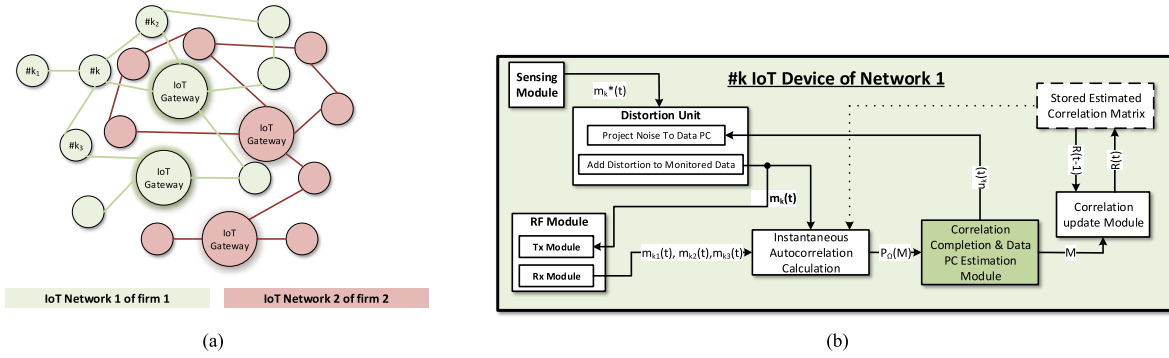 #k₂
#k₁
#k
IoT
Gateway
IoT
Gateway
#k₃
IoT
Gateway
IoT
Gateway
IoT Network 1 of firm 1
IoT Network 2 of firm 2
(a)
#k IoT Device of Network 1
Sensing
Module
mₖ*(t)
Distortion Unit
Project Noise To Data PC
Add Distortion to Monitored Data
mₖ(t)
RF Module
Tx Module
Rx Module
mₖ₁(t), mₖ₂(t),mₖ₃(t)
Instantaneous
Autocorrelation
Calculation
P_Ω(M)
Correlation
Completion & Data
PC Estimation
Module
uₖ(t)
M
Correlation
update Module
R(t-1)
R(t)
Stored Estimated
Correlation Matrix
(b)